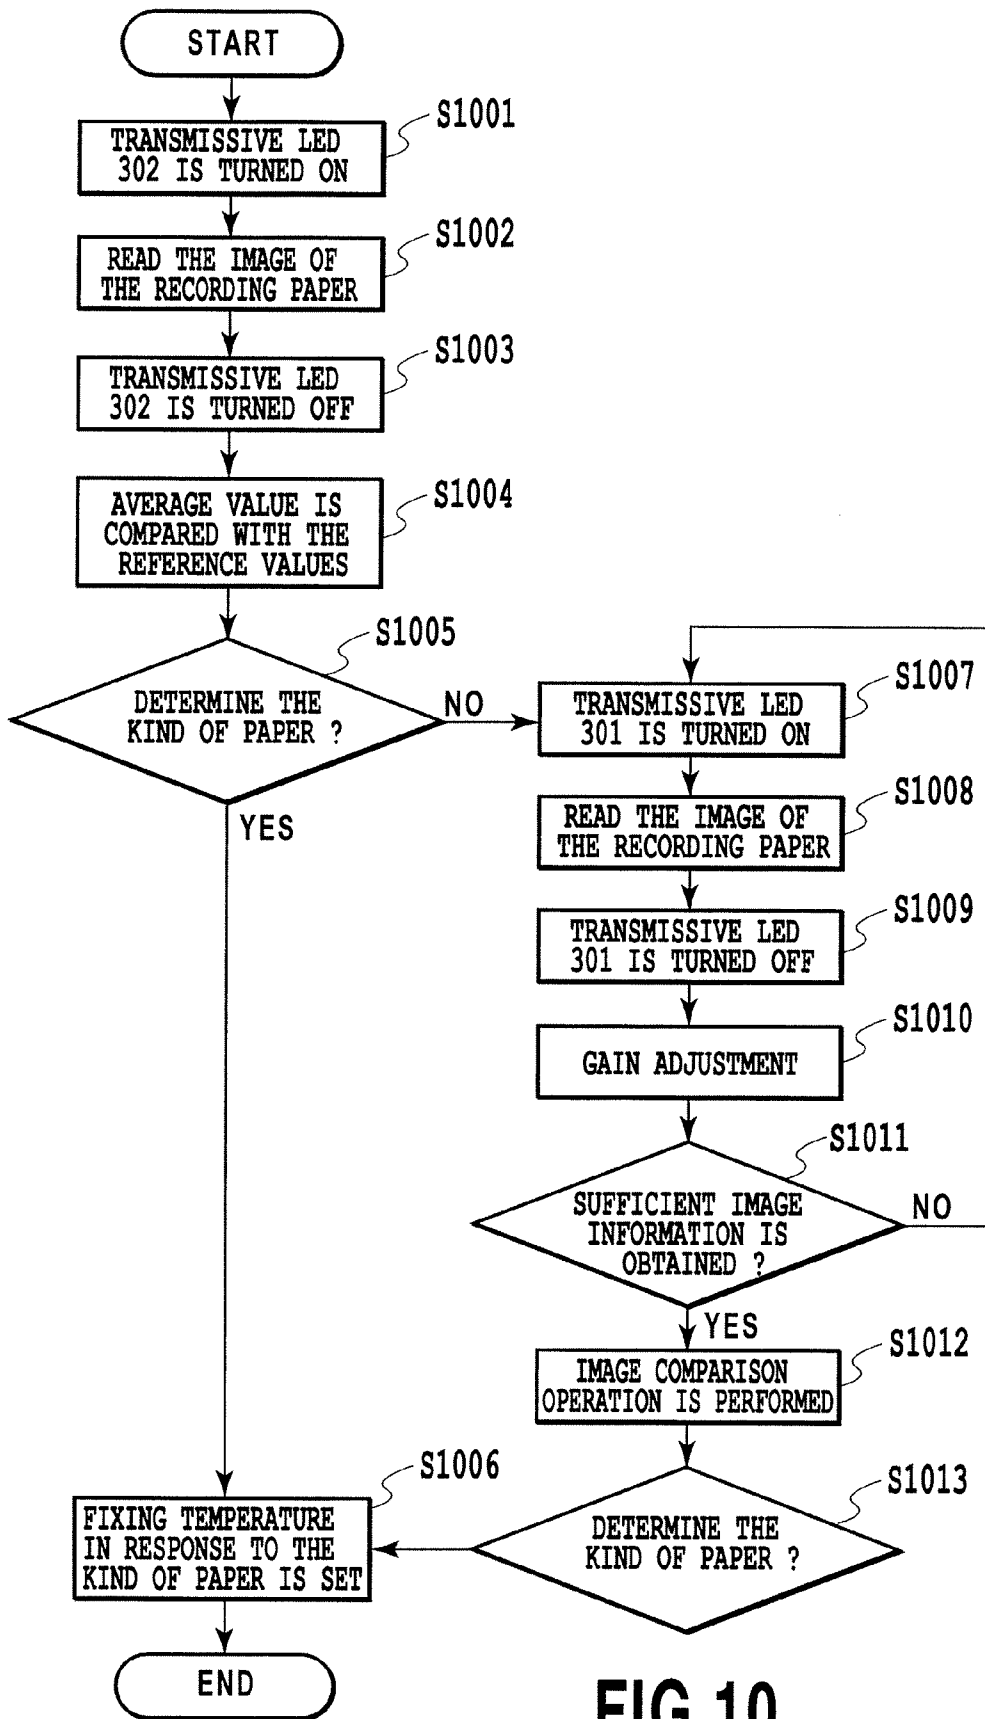 START
S1001
TRANSMISSIVE LED
302 IS TURNED ON
S1002
READ THE IMAGE OF
THE RECORDING PAPER
S1003
TRANSMISSIVE LED
302 IS TURNED OFF
S1004
AVERAGE VALUE IS
COMPARED WITH THE
REFERENCE VALUES
S1005
DETERMINE THE
KIND OF PAPER ?
NO
YES
S1007
TRANSMISSIVE LED
301 IS TURNED ON
S1008
READ THE IMAGE OF
THE RECORDING PAPER
S1009
TRANSMISSIVE LED
301 IS TURNED OFF
S1010
GAIN ADJUSTMENT
S1011
SUFFICIENT IMAGE
INFORMATION IS
OBTAINED ?
NO
YES
S1012
IMAGE COMPARISON
OPERATION IS PERFORMED
S1013
DETERMINE THE
KIND OF PAPER ?
S1006
FIXING TEMPERATURE
IN RESPONSE TO THE
KIND OF PAPER IS SET
END
FIG.10